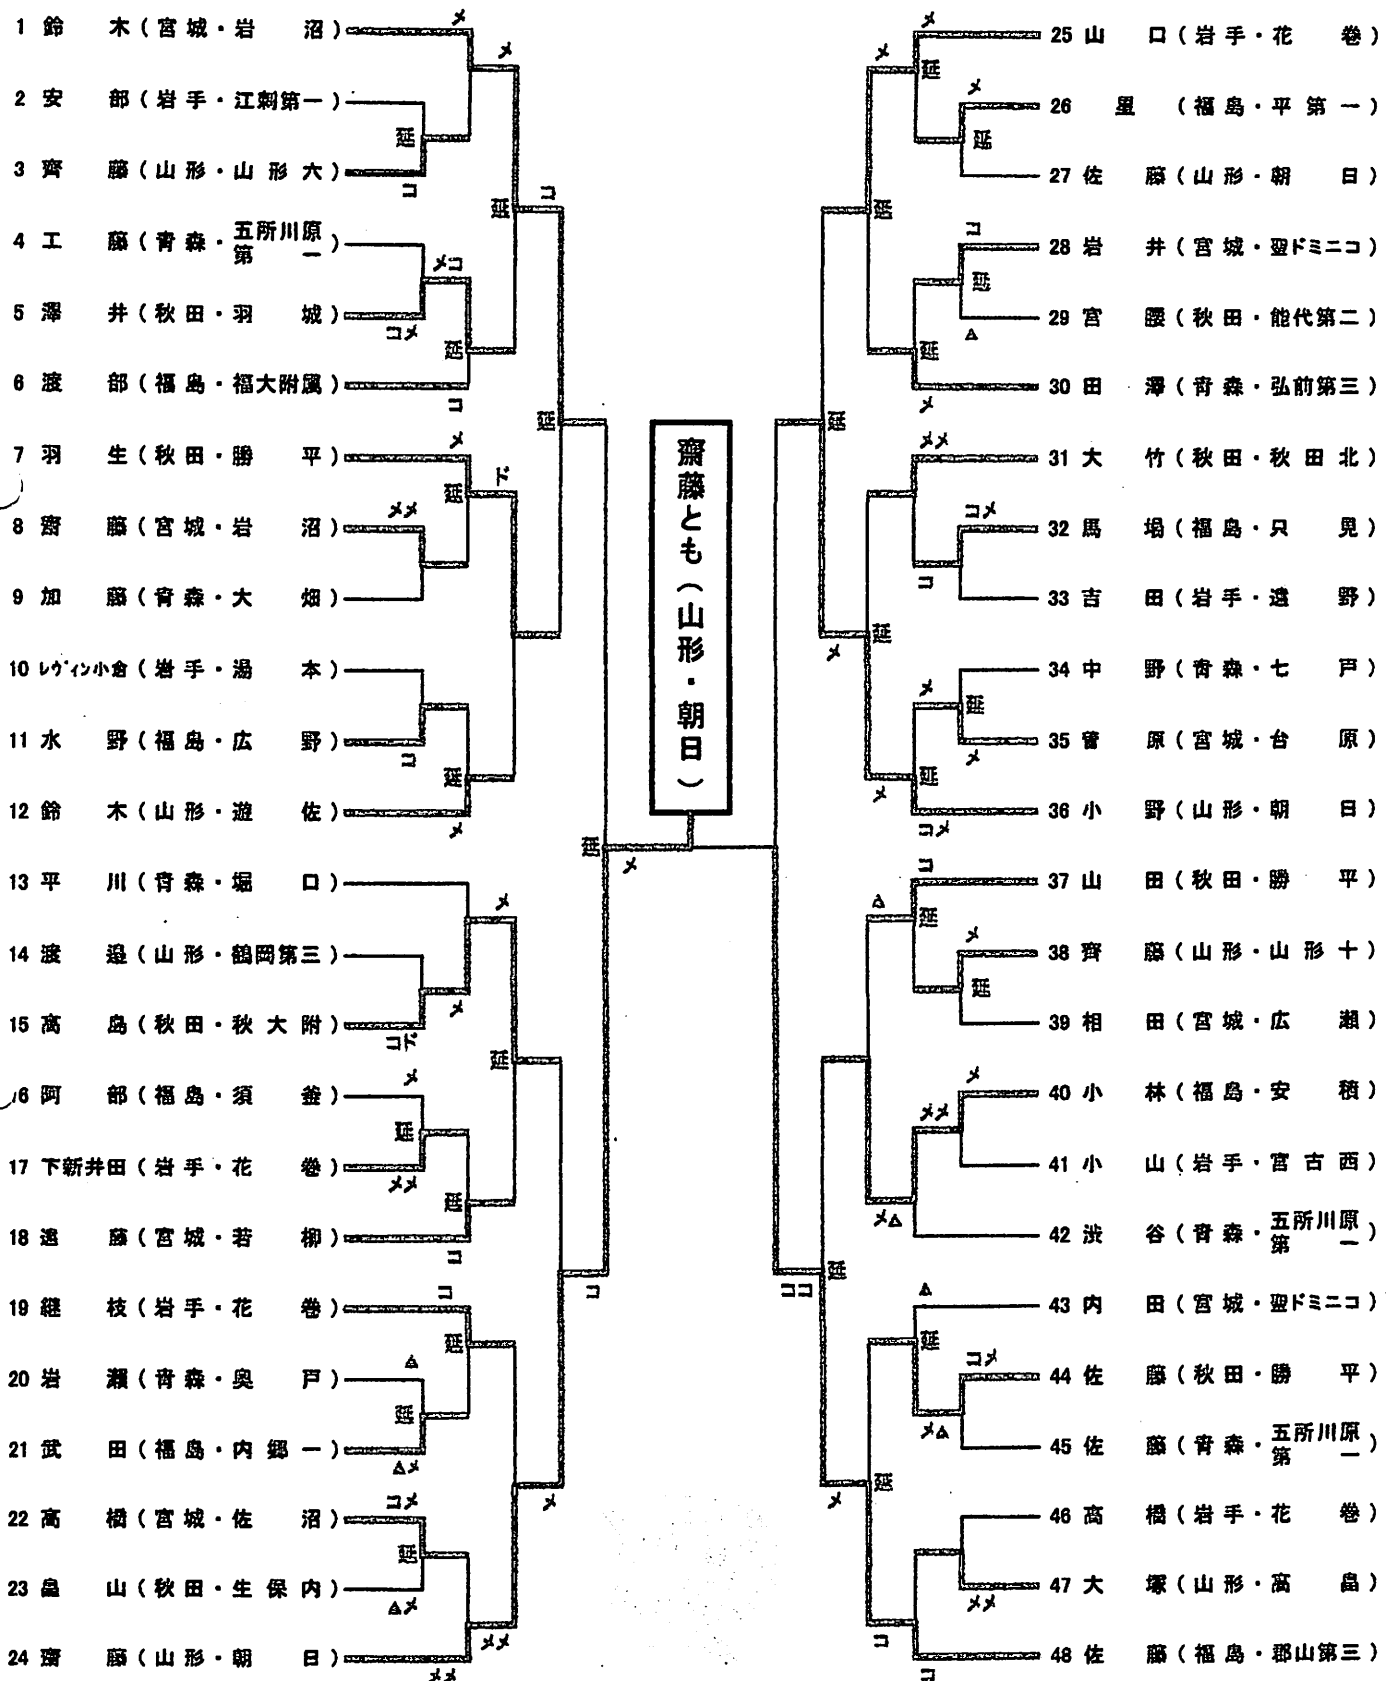 1 鈴木(宮城・岩沼)
2 安部(岩手・江刺第一)
3 齊藤(山形・山形六)
4 工藤(青森・五所川原第一)
5 澤井(秋田・羽城)
6 渡部(福島・福大附属)
7 羽生(秋田・勝平)
8 齋藤(宮城・岩沼)
9 加藤(青森・大畑)
10 レヴィン小倉(岩手・湯本)
11 水野(福島・広野)
12 鈴木(山形・遊佐)
13 平川(青森・堀口)
14 渡邉(山形・鶴岡第三)
15 高島(秋田・秋大附)
16 阿部(福島・須釜)
17 下新井田(岩手・花巻)
18 遠藤(宮城・若柳)
19 継枝(岩手・花巻)
20 岩瀬(青森・奥戸)
21 武田(福島・内郷一)
22 高橋(宮城・佐沼)
23 畠山(秋田・生保内)
24 齋藤(山形・朝日)
齋藤とも(山形・朝日)
25 山口(岩手・花巻)
26 星(福島・平第一)
27 佐藤(山形・朝日)
28 岩井(宮城・聖ドミニコ)
29 宮腰(秋田・能代第二)
30 田澤(青森・弘前第三)
31 大竹(秋田・秋田北)
32 馬場(福島・只見)
33 吉田(岩手・遠野)
34 中野(青森・七戸)
35 菅原(宮城・台原)
36 小野(山形・朝日)
37 山田(秋田・勝平)
38 齊藤(山形・山形十)
39 相田(宮城・広瀬)
40 小林(福島・安積)
41 小山(岩手・宮古西)
42 渋谷(青森・五所川原第一)
43 内田(宮城・聖ドミニコ)
44 佐藤(秋田・勝平)
45 佐藤(青森・五所川原第一)
46 高橋(岩手・花巻)
47 大塚(山形・高畠)
48 佐藤(福島・郡山第三)